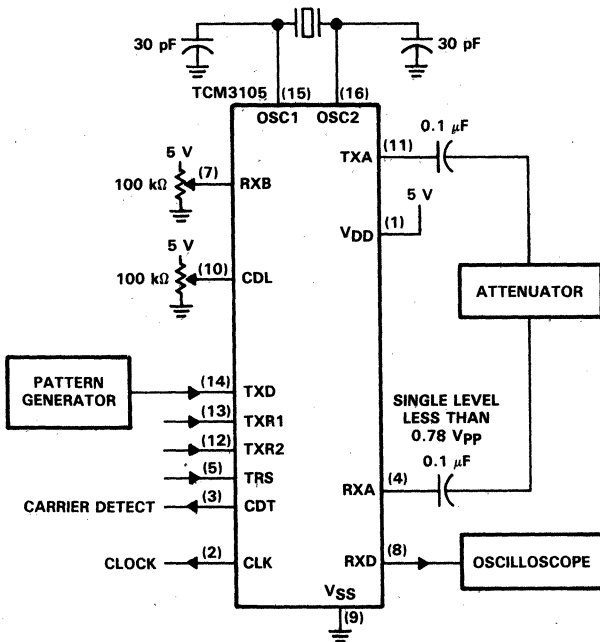 30 pF
30 pF
TCM3105
(15)
(16)
OSC1
OSC2
0.1 µF
TXA
(11)
5 V
100 kΩ
(7)
RXB
5 V
(1)
VDD
5 V
100 kΩ
(10)
CDL
ATTENUATOR
PATTERN
GENERATOR
(14)
TXD
(13)
TXR1
(12)
TXR2
(5)
TRS
SINGLE LEVEL
LESS THAN
0.78 VPP
0.1 µF
CARRIER DETECT
(3)
CDT
RXA
(4)
CLOCK
(2)
CLK
RXD
(8)
OSCILLOSCOPE
VSS
(9)